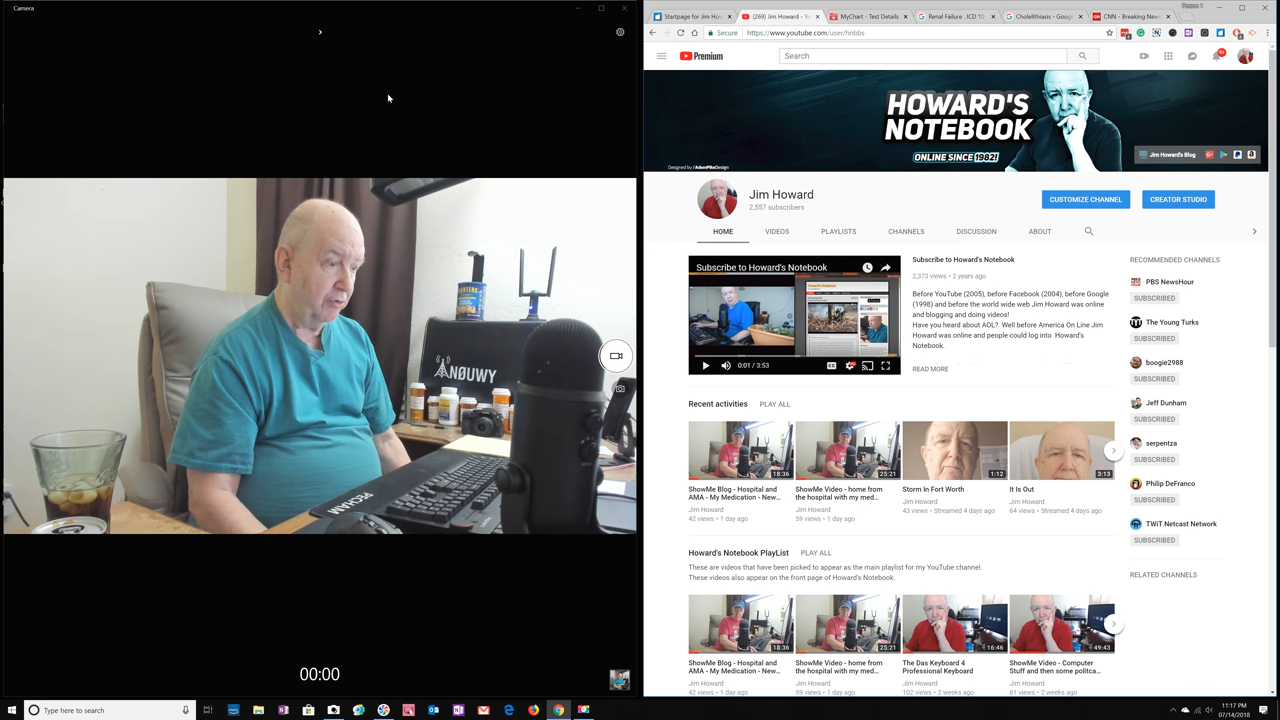 Camera
00:00
Startpage for Jim How
(269) Jim Howard - Y
MyChart - Test Details
Renal Failure . ICD 10
Cholelithiasis - Goog
CNN - Breaking New
Secure
https://www.youtube.com/user/hnbbs
Premium
Search
HOWARD'S
NOTEBOOK
ONLINE SINCE 1982!
Jim Howard's Blog
Jim Howard
2,557 subscribers
CUSTOMIZE CHANNEL
CREATOR STUDIO
HOME
VIDEOS
PLAYLISTS
CHANNELS
DISCUSSION
ABOUT
Subscribe to Howard's Notebook
0:01 / 3:53
Subscribe to Howard's Notebook
2,373 views • 2 years ago
Before YouTube (2005), before Facebook (2004), before Google
(1998) and before the world wide web Jim Howard was online
and blogging and doing videos!
Have you heard about AOL? Well before America On Line Jim
Howard was online and people could log into Howard's
Notebook.
READ MORE
RECOMMENDED CHANNELS
PBS NewsHour
SUBSCRIBED
The Young Turks
SUBSCRIBED
boogie2988
SUBSCRIBED
Jeff Dunham
SUBSCRIBED
serpentza
SUBSCRIBED
Philip DeFranco
SUBSCRIBED
TWiT Netcast Network
SUBSCRIBED
RELATED CHANNELS
Recent activities
PLAY ALL
18:36
25:21
1:12
3:13
ShowMe Blog - Hospital and
AMA - My Medication - New...
Jim Howard
42 views • 1 day ago
ShowMe Video - home from
the hospital with my med...
Jim Howard
59 views • 1 day ago
Storm In Fort Worth
Jim Howard
43 views • Streamed 4 days ago
It Is Out
Jim Howard
64 views • Streamed 4 days ago
Howard's Notebook PlayList
PLAY ALL
These are videos that have been picked to appear as the main playlist for my YouTube channel.
These videos also appear on the front page of Howard's Notebook.
18:36
25:21
16:46
49:43
ShowMe Blog - Hospital and
AMA - My Medication - New...
Jim Howard
42 views • 1 day ago
ShowMe Video - home from
the hospital with my med...
Jim Howard
59 views • 1 day ago
The Das Keyboard 4
Professional Keyboard
Jim Howard
102 views • 2 weeks ago
ShowMe Video - Computer
Stuff and then some politca...
Jim Howard
81 views • 2 weeks ago
Type here to search
11:17 PM
07/14/2018